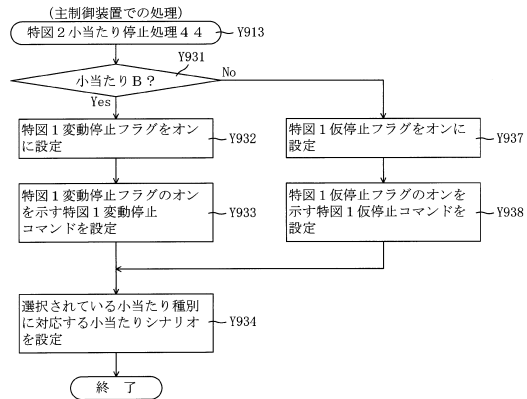 (主制御装置での処理)
特図2小当たり停止処理44
Y913
Y931
小当たりB?
No
Yes
特図1変動停止フラグをオン
に設定
Y932
特図1仮停止フラグをオンに
設定
Y937
特図1変動停止フラグのオン
を示す特図1変動停止
コマンドを設定
Y933
特図1仮停止フラグのオンを
示す特図1仮停止コマンドを
設定
Y938
選択されている小当たり種別
に対応する小当たりシナリオ
を設定
Y934
終 了